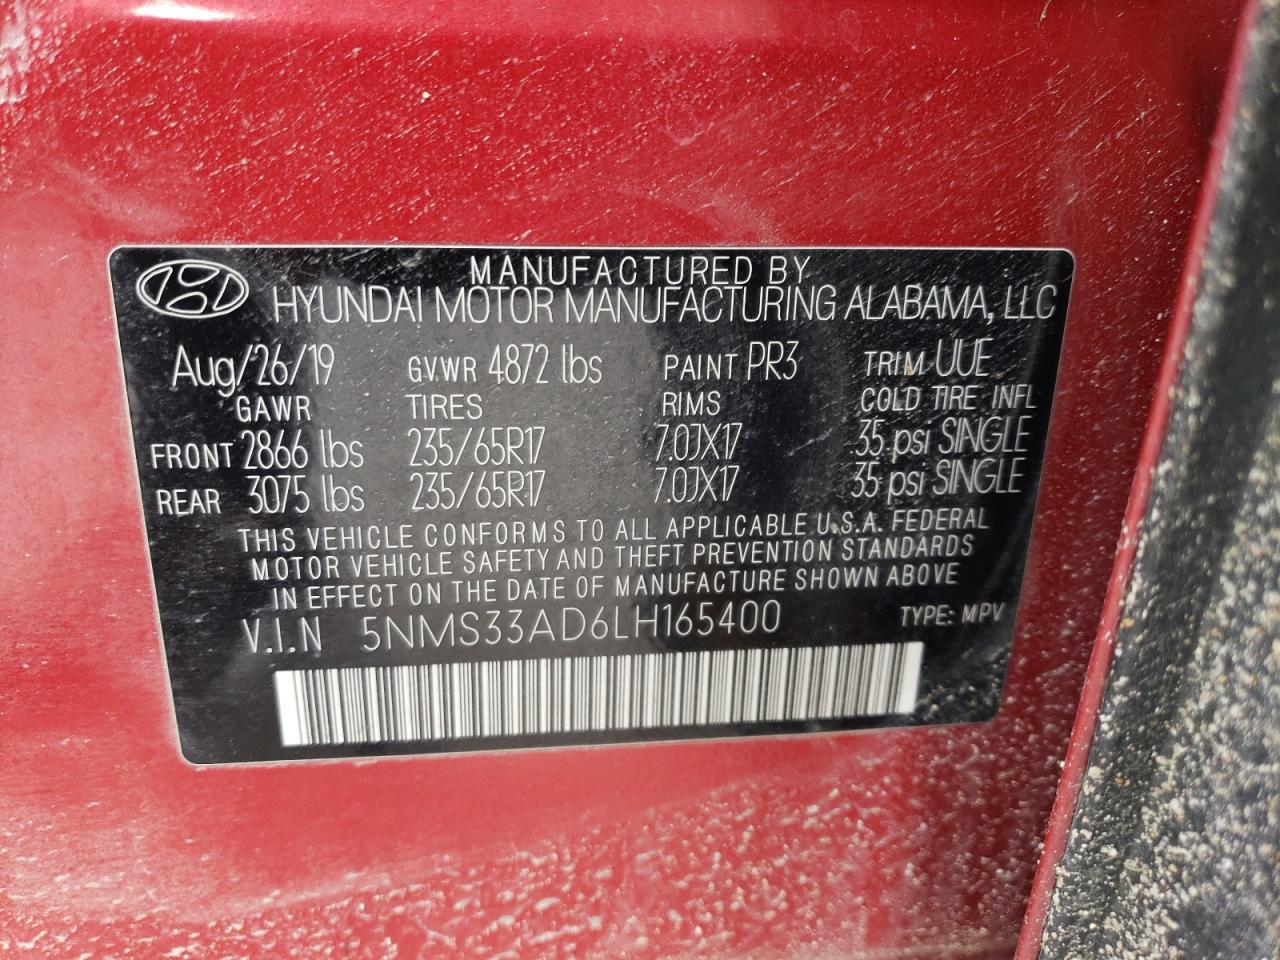 MANUFACTURED BY
HYUNDAI MOTOR MANUFACTURING ALABAMA, LLC
Aug/26/19 GVWR 4872 lbs PAINT PR3 TRIM UUE
GAWR TIRES RIMS COLD TIRE INFL
FRONT 2866 lbs 235/65R17 7.0JX17 35 psi SINGLE
REAR 3075 lbs 235/65R17 7.0JX17 35 psi SINGLE
THIS VEHICLE CONFORMS TO ALL APPLICABLE U.S.A. FEDERAL
MOTOR VEHICLE SAFETY AND THEFT PREVENTION STANDARDS
IN EFFECT ON THE DATE OF MANUFACTURE SHOWN ABOVE
V.I.N 5NMS33AD6LH165400 TYPE: MPV